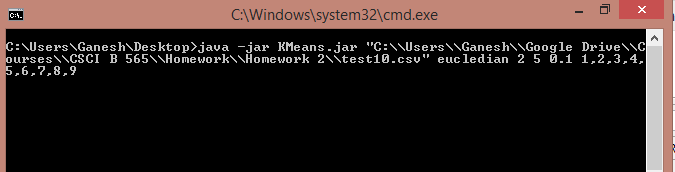 C:\Windows\system32\cmd.exe
C:\Users\Ganesh\Desktop>java -jar KMeans.jar "C:\\Users\\Ganesh\\Google Drive\\C
ourses\\CSCI B 565\\Homework\\Homework 2\\test10.csv" eucledian 2 5 0.1 1,2,3,4,
5,6,7,8,9